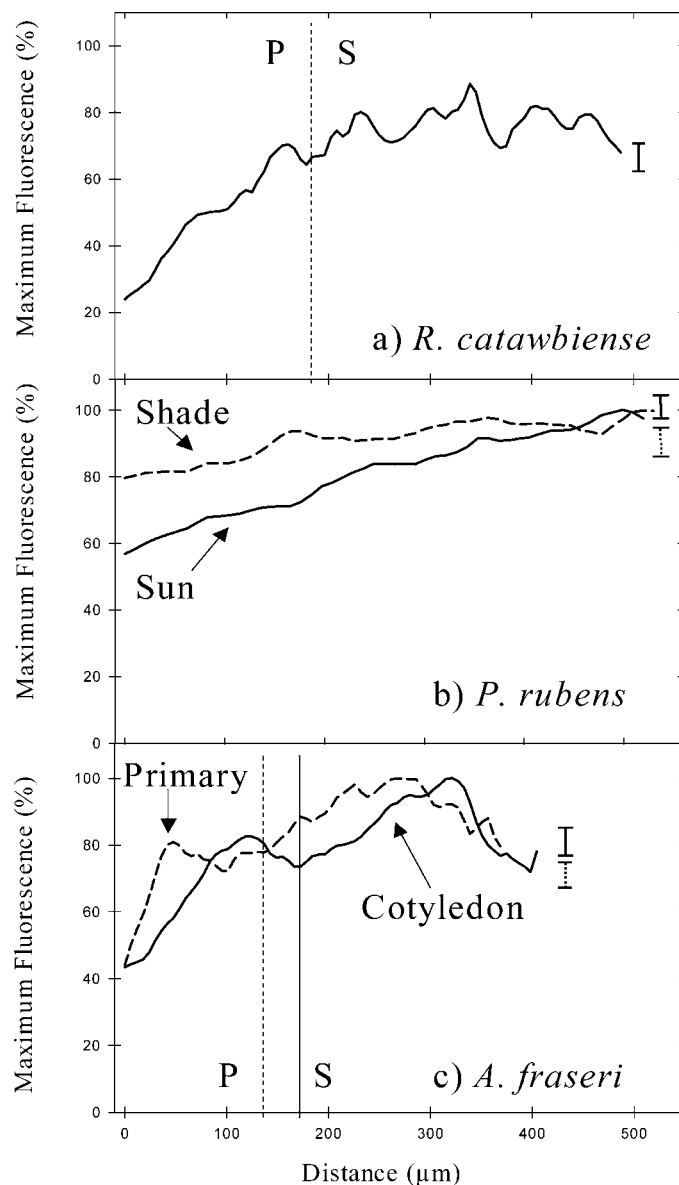 Maximum Fluorescence (%)
100
80
60
40
20
0
P
S
a) R. catawbiense
Maximum Fluorescence (%)
100
80
60
40
20
0
Shade
Sun
b) P. rubens
Maximum Fluorescence (%)
100
80
60
40
20
0
Primary
Cotyledon
P
S
c) A. fraseri
0 100 200 300 400 500
Distance (µm)